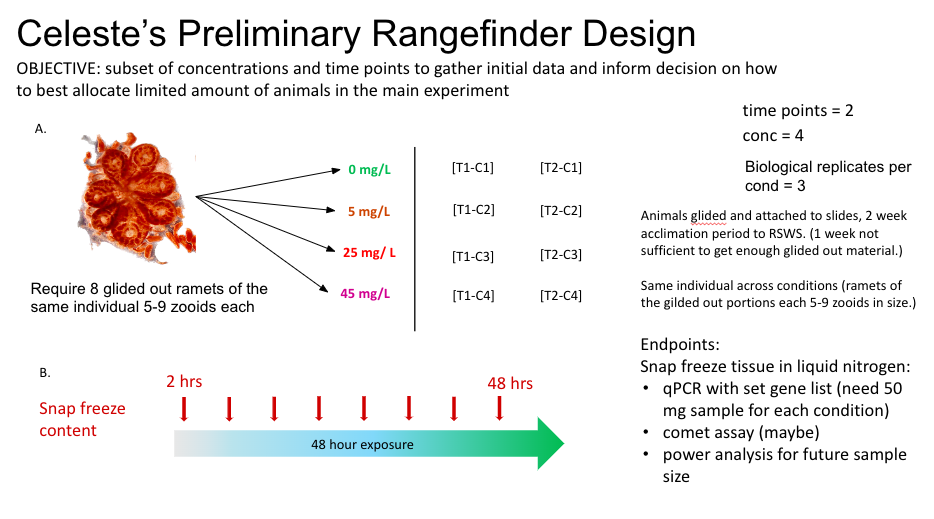 Celeste’s Preliminary Rangefinder Design
OBJECTIVE: subset of concentrations and time points to gather initial data and inform decision on how
to best allocate limited amount of animals in the main experiment
time points = 2
conc = 4
Biological replicates per
cond = 3
A.
0 mg/L
5 mg/L
25 mg/ L
45 mg/L
[T1-C1]
[T2-C1]
[T1-C2]
[T2-C2]
[T1-C3]
[T2-C3]
[T1-C4]
[T2-C4]
Require 8 glided out ramets of the
same individual 5-9 zooids each
Animals glided and attached to slides, 2 week
acclimation period to RSWS. (1 week not
sufficient to get enough glided out material.)
Same individual across conditions (ramets of
the gilded out portions each 5-9 zooids in size.)
B.
Snap freeze
content
2 hrs
48 hrs
48 hour exposure
Endpoints:
Snap freeze tissue in liquid nitrogen:
• qPCR with set gene list (need 50
mg sample for each condition)
• comet assay (maybe)
• power analysis for future sample
size